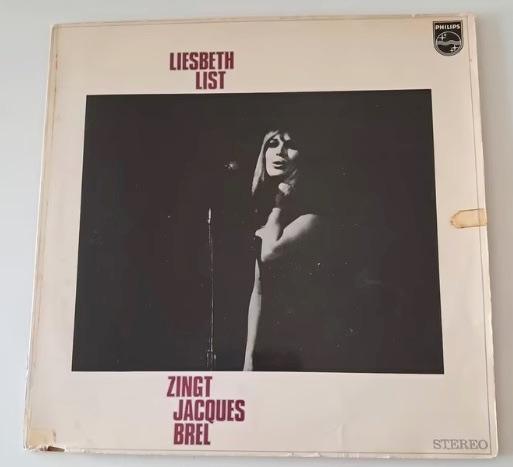 PHILIPS
LIESBETH
LIST
ZINGT
JACQUES
BREL
STEREO